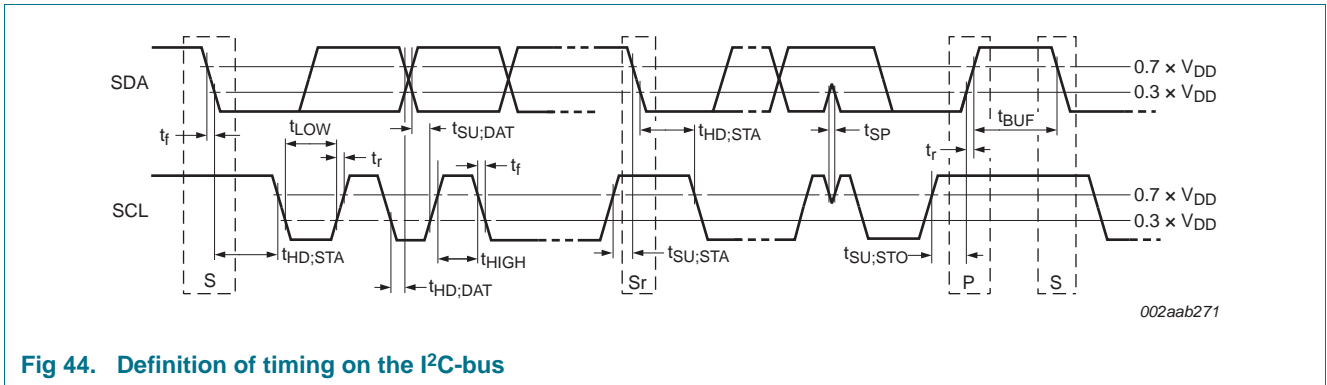 SDA
0.7 × VDD
0.3 × VDD
tf
tLOW
tSU;DAT
tHD;STA
tSP
tBUF
tr
tf
tr
SCL
0.7 × VDD
0.3 × VDD
tHD;STA
tHIGH
tSU;STA
tSU;STO
S
tHD;DAT
Sr
P
S
002aab271
Fig 44. Definition of timing on the I²C-bus